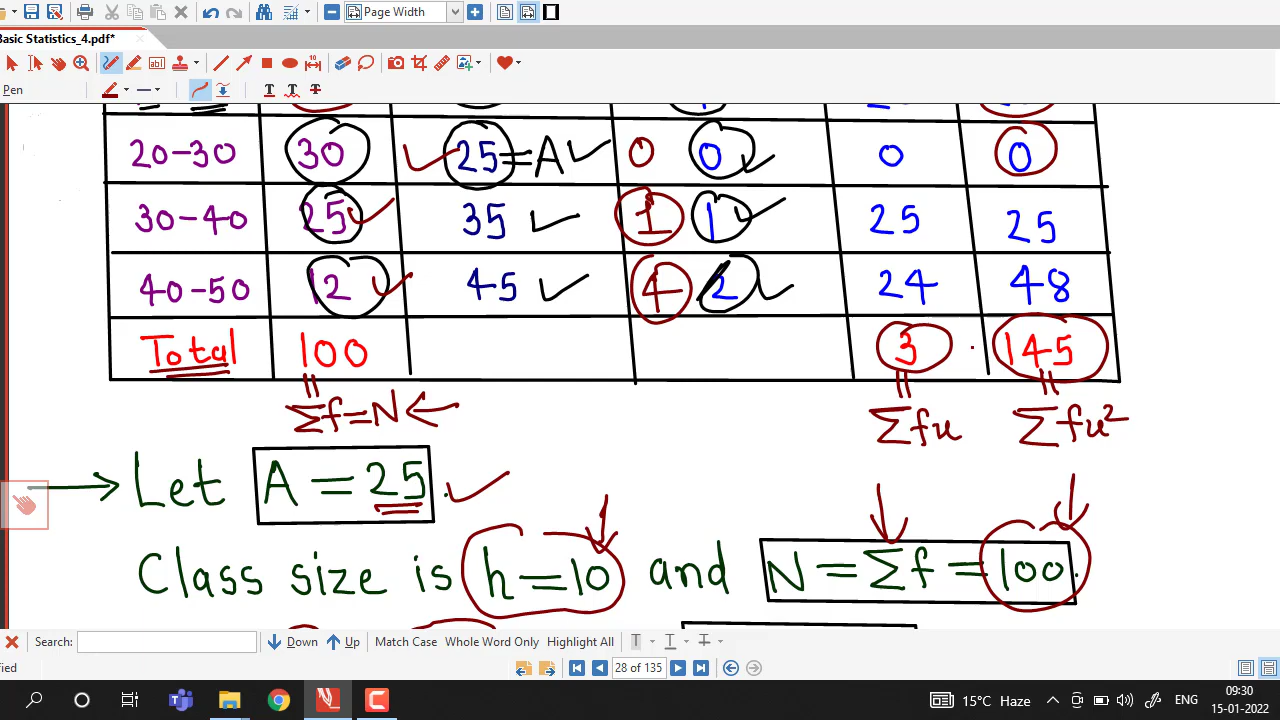 Page Width
Basic Statistics_4.pdf*
Pen
20-30 30 25=A 0 0 0 0
30-40 25 35 1 1 25 25
40-50 12 45 4 2 24 48
Total 100 3 145
Σf=N Σfu Σfu²
Let A = 25.
Class size is h=10 and N=Σf=100.
Search: Down Up Match Case Whole Word Only Highlight All T T T
fied 28 of 135
15°C Haze ENG 09:30
15-01-2022